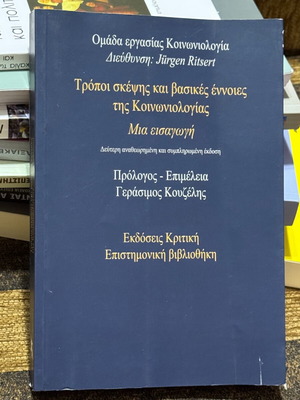 Ομάδα εργασίας Κοινωνιολογία
Διεύθυνση: Jürgen Ritsert
Τρόποι σκέψης και βασικές έννοιες
της Κοινωνιολογίας
Μια εισαγωγή
Δεύτερη αναθεωρημένη και συμπληρωμένη έκδοση
Πρόλογος - Επιμέλεια
Γεράσιμος Κουζέλης
Εκδόσεις Κριτική
Επιστημονική βιβλιοθήκη